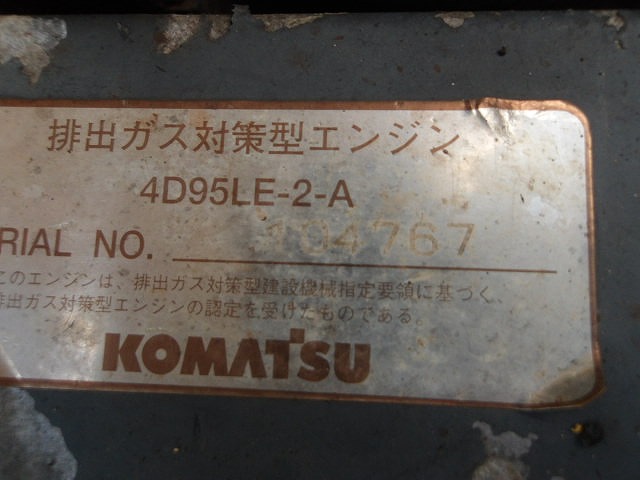 排出ガス対策型エンジン
4D95LE-2-A
RIAL NO. 104767
このエンジンは、排出ガス対策型建設機械指定要領に基づく、
排出ガス対策型エンジンの認定を受けたものである。
KOMATSU